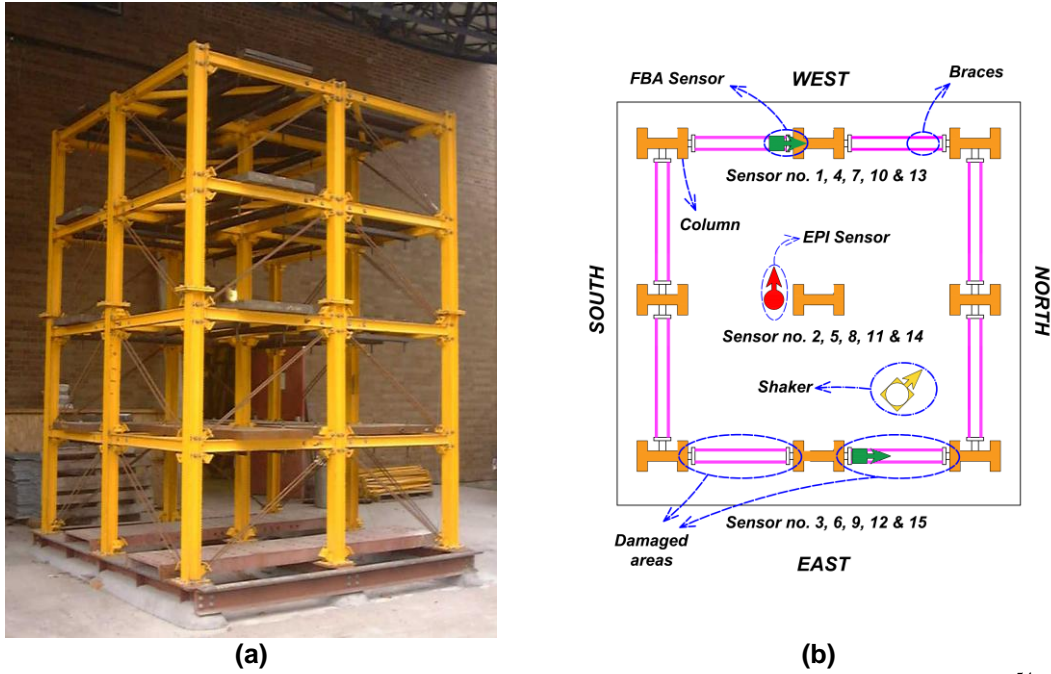 FBA Sensor
WEST
Braces
Sensor no. 1, 4, 7, 10 & 13
Column
EPI Sensor
SOUTH
NORTH
Sensor no. 2, 5, 8, 11 & 14
Shaker
Sensor no. 3, 6, 9, 12 & 15
Damaged
areas
EAST
(a)
(b)